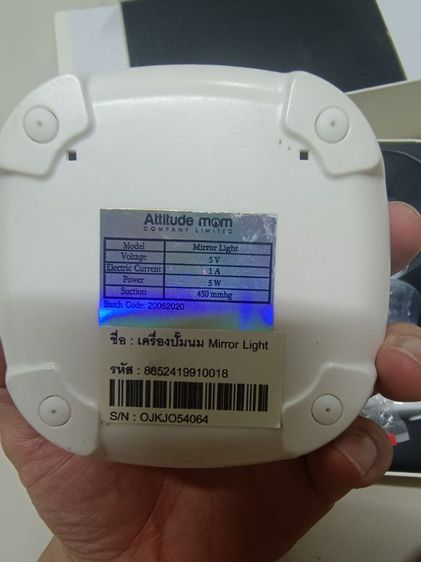 Attitude mom
COMPANY LIMITED
Model Mirror Light
Voltage 5 V
Electric Current 1 A
Power 5 W
Suction 450 mmhg
Batch Code: 20052020
ชื่อ : เครื่องปั๊มนม Mirror Light
รหัส : 8652419910018
S/N : OJKJO54064